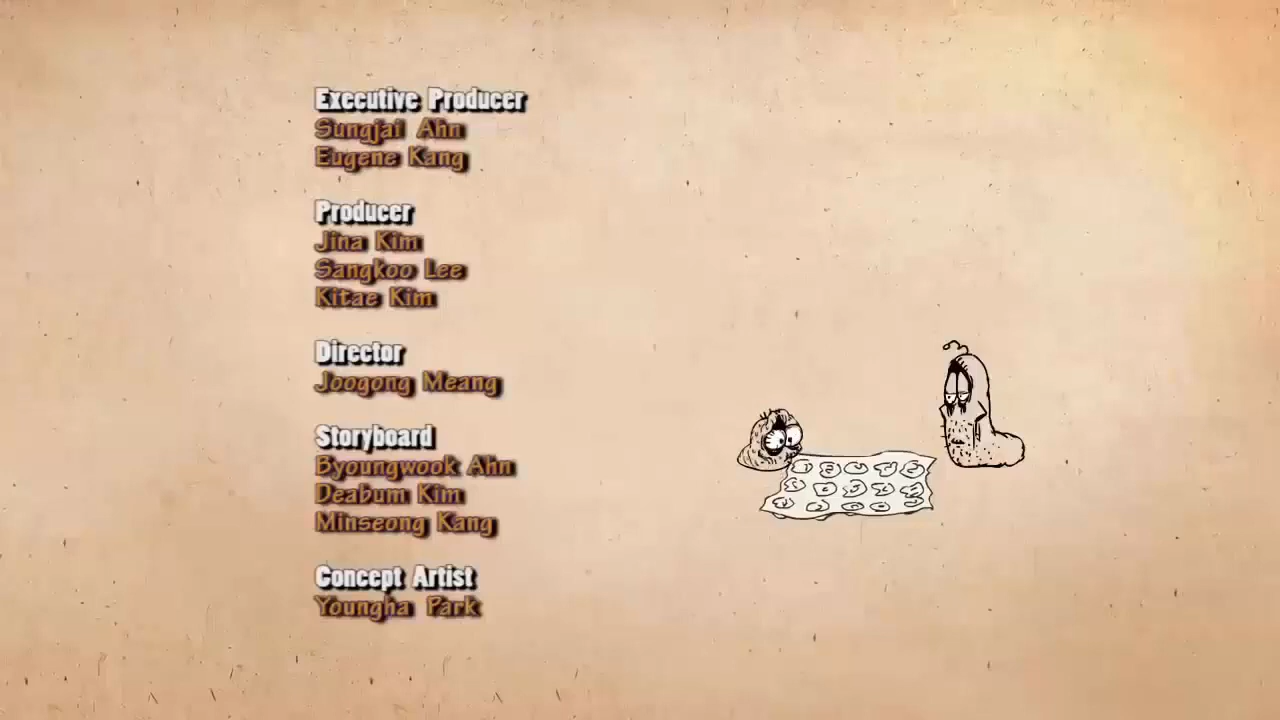 Executive Producer
Sungjai Ahn
Eugene Kang
Producer
Jina Kim
Sangkoo Lee
Kitae Kim
Director
Joogong Meang
Storyboard
Byoungwook Ahn
Deabum Kim
Minseong Kang
Concept Artist
Youngha Park